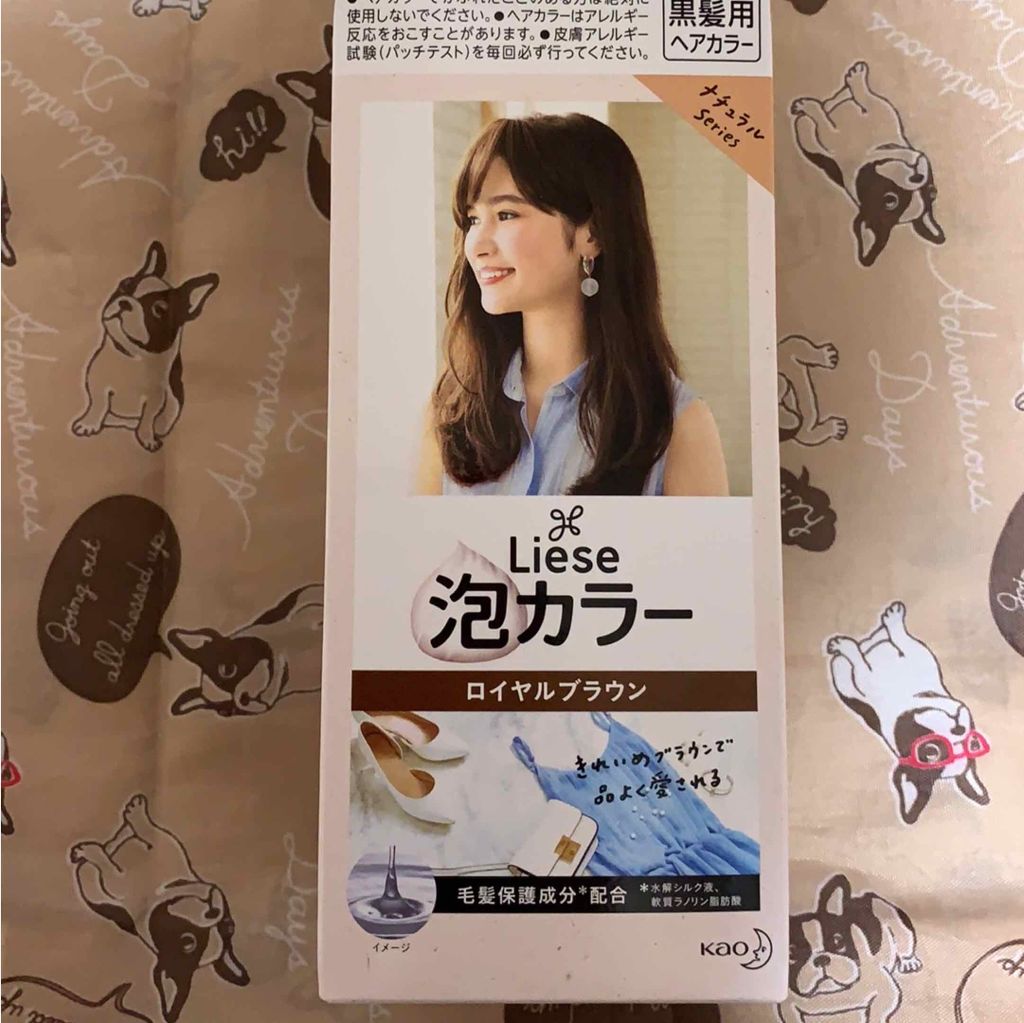 使用しないでください。●ヘアカラーはアレルギー
反応をおこすことがあります。●皮膚アレルギー
試験(パッチテスト)を毎回必ず行ってください。
黒髪用
ヘアカラー
ナチュラル
Series
Liese
泡カラー
ロイヤルブラウン
きれいめブラウンで
品よく愛される
毛髪保護成分*配合
*水解シルク液、
軟質ラノリン脂肪酸
イメージ
Kao
hi!!
Adventurous
Days
Adventurous
Adventurous
Going out
all dressed up
Days
Adventurous
Days
Adventurous